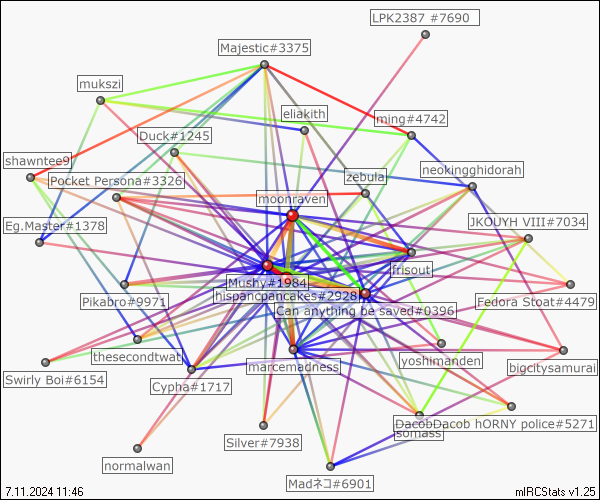 LPK2387 #7690
Majestic#3375
mukszi
eliakith
ming#4742
Duck#1245
shawntee9
zebula
neokingghidorah
Pocket Persona#3326
moonraven
Eg.Master#1378
JKOUYH VIII#7034
frisout
Mushy#1984
Pikabro#9971
hispancpancakes#2928
Fedora Stoat#4479
Can anything be saved#0396
thesecondtwat
yoshimanden
bigcitysamurai
marcemadness
Swirly Boi#6154
Cypha#1717
DacobDacob hORNY police#5271
somass
Silver#7938
normalwan
Madネコ#6901
7.11.2024 11:46
mIRCStats v1.25